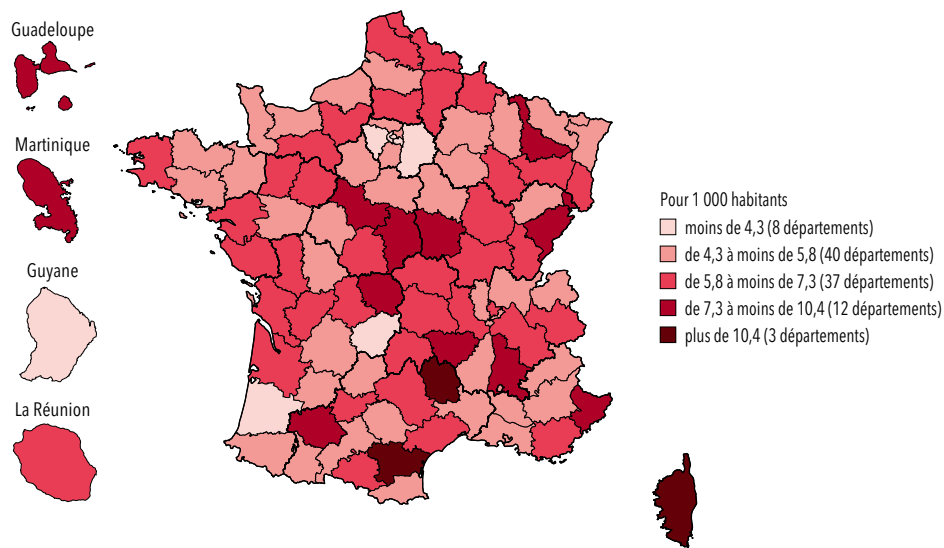 Guadeloupe
Martinique
Guyane
La Réunion
Pour 1 000 habitants
moins de 4,3 (8 départements)
de 4,3 à moins de 5,8 (40 départements)
de 5,8 à moins de 7,3 (37 départements)
de 7,3 à moins de 10,4 (12 départements)
plus de 10,4 (3 départements)